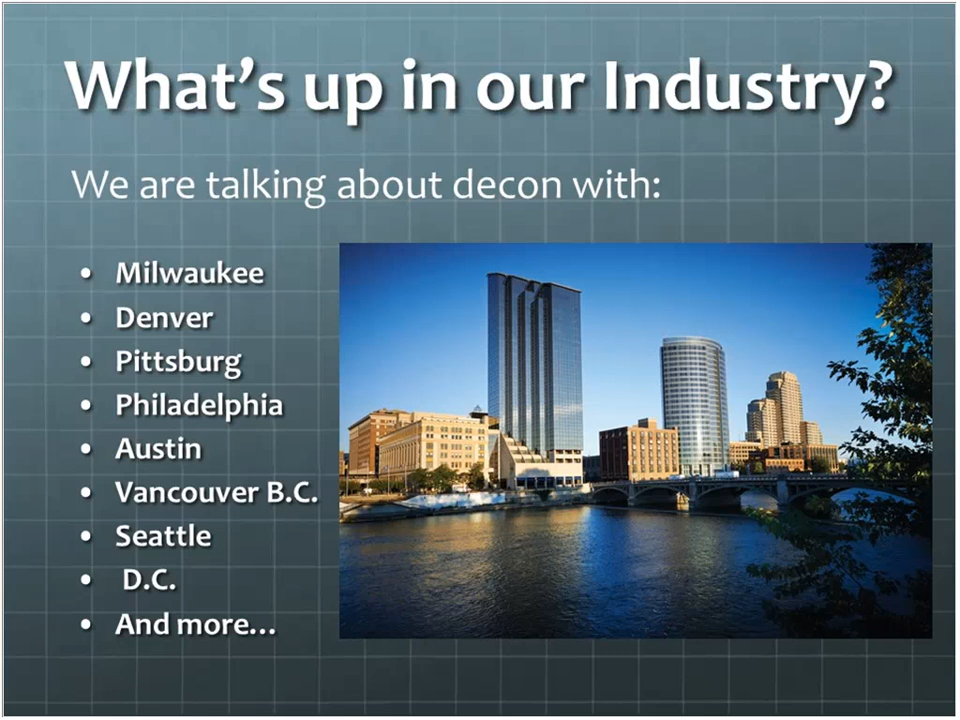 What’s up in our Industry?
We are talking about decon with:
• Milwaukee
• Denver
• Pittsburg
• Philadelphia
• Austin
• Vancouver B.C.
• Seattle
• D.C.
• And more…